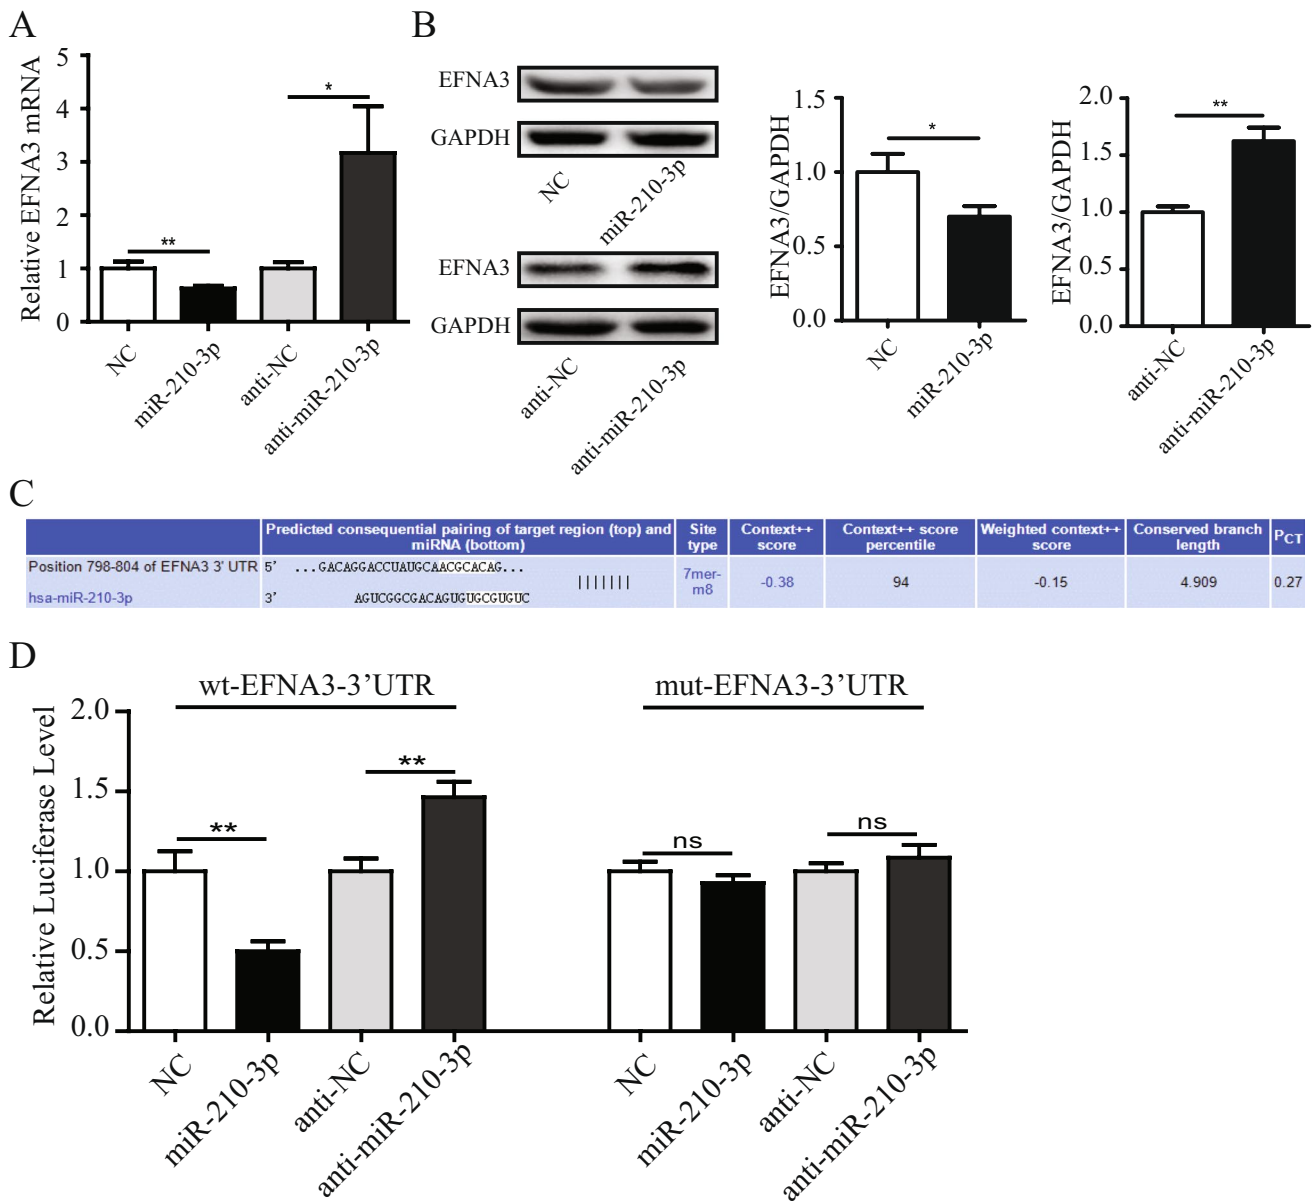 A
Relative EFNA3 mRNA
5
4
3
2
1
0
**
*
NC
miR-210-3p
anti-NC
anti-miR-210-3p
B
EFNA3
GAPDH
NC
miR-210-3p
EFNA3
GAPDH
anti-NC
anti-miR-210-3p
EFNA3/GAPDH
1.5
1.0
0.5
0.0
*
NC
miR-210-3p
EFNA3/GAPDH
2.0
1.5
1.0
0.5
0.0
**
anti-NC
anti-miR-210-3p
C
Predicted consequential pairing of target region (top) and miRNA (bottom)
Site type
Context++ score
Context++ score percentile
Weighted context++ score
Conserved branch length
PCT
Position 798-804 of EFNA3 3' UTR 5' ...GACAGGACCUAUGCAACGCACAG...
|||||||
hsa-miR-210-3p 3' AGUCGGCGACAGUGUGCGUGUC
7mer-m8
-0.38
94
-0.15
4.909
0.27
D
wt-EFNA3-3’UTR
mut-EFNA3-3’UTR
Relative Luciferase Level
2.0
1.5
1.0
0.5
0.0
**
**
ns
ns
NC
miR-210-3p
anti-NC
anti-miR-210-3p
NC
miR-210-3p
anti-NC
anti-miR-210-3p